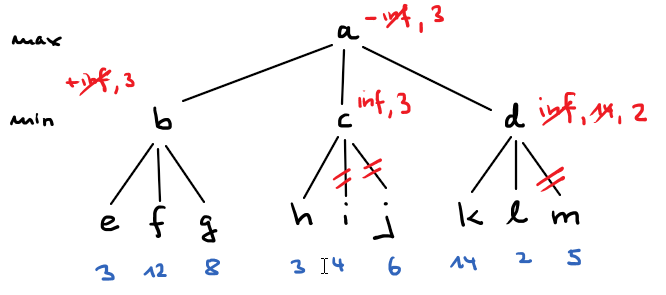 max a -inf, 3
+inf, 3
min b c inf, 3 d inf, 14, 2
e f g h i j k l m
3 12 8 3 4 6 14 2 5